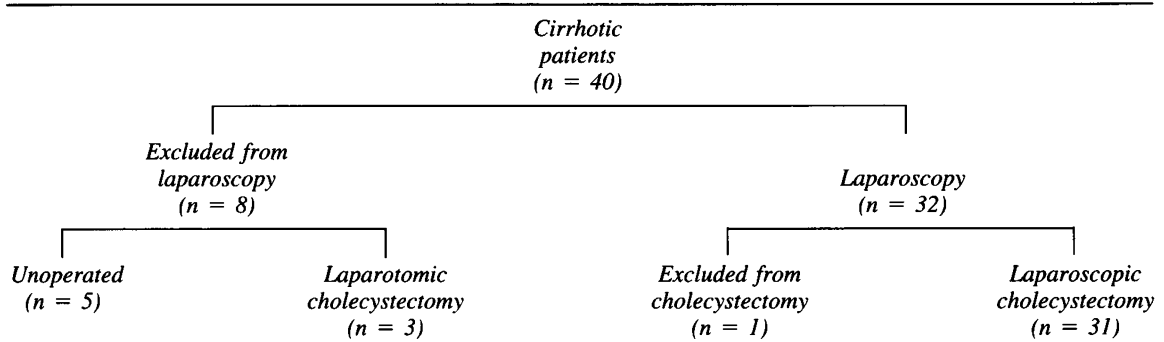 Cirrhotic
patients
(n = 40)
Excluded from
laparoscopy
(n = 8)
Laparoscopy
(n = 32)
Unoperated
(n = 5)
Laparotomic
cholecystectomy
(n = 3)
Excluded from
cholecystectomy
(n = 1)
Laparoscopic
cholecystectomy
(n = 31)